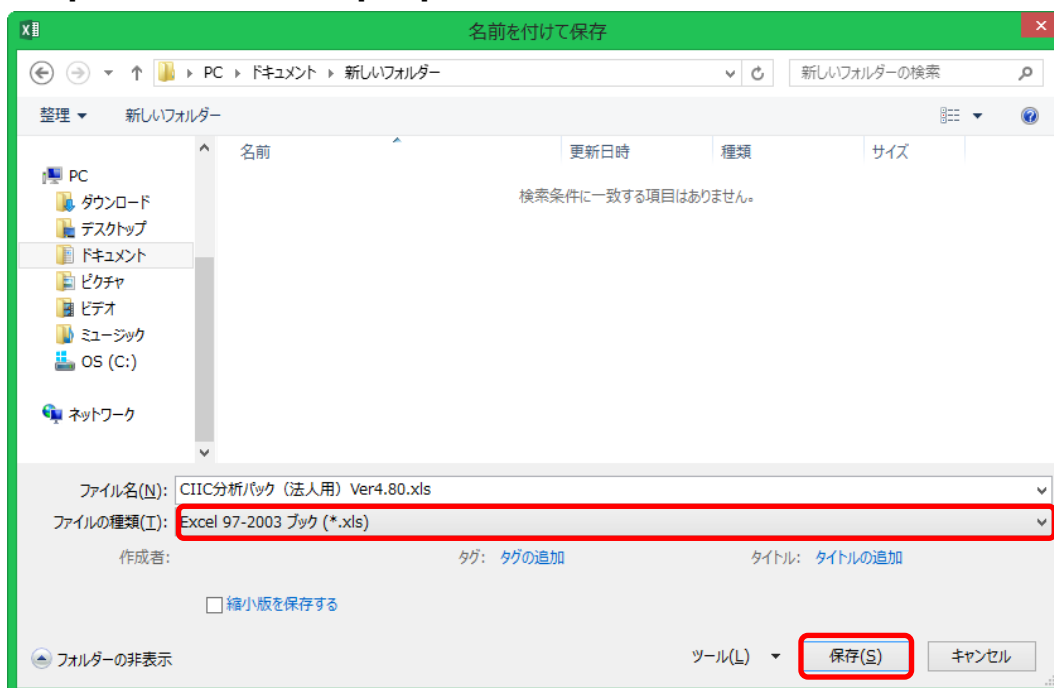 名前を付けて保存
PC ▸ ドキュメント ▸ 新しいフォルダー
新しいフォルダーの検索
整理 ▼ 新しいフォルダー
名前 更新日時 種類 サイズ
検索条件に一致する項目はありません。
PC
ダウンロード
デスクトップ
ドキュメント
ピクチャ
ビデオ
ミュージック
OS (C:)
ネットワーク
ファイル名(N): CIIC分析パック（法人用）Ver4.80.xls
ファイルの種類(T): Excel 97-2003 ブック (*.xls)
作成者: タグ: タグの追加 タイトル: タイトルの追加
縮小版を保存する
フォルダーの非表示 ツール(L) ▼ 保存(S) キャンセル